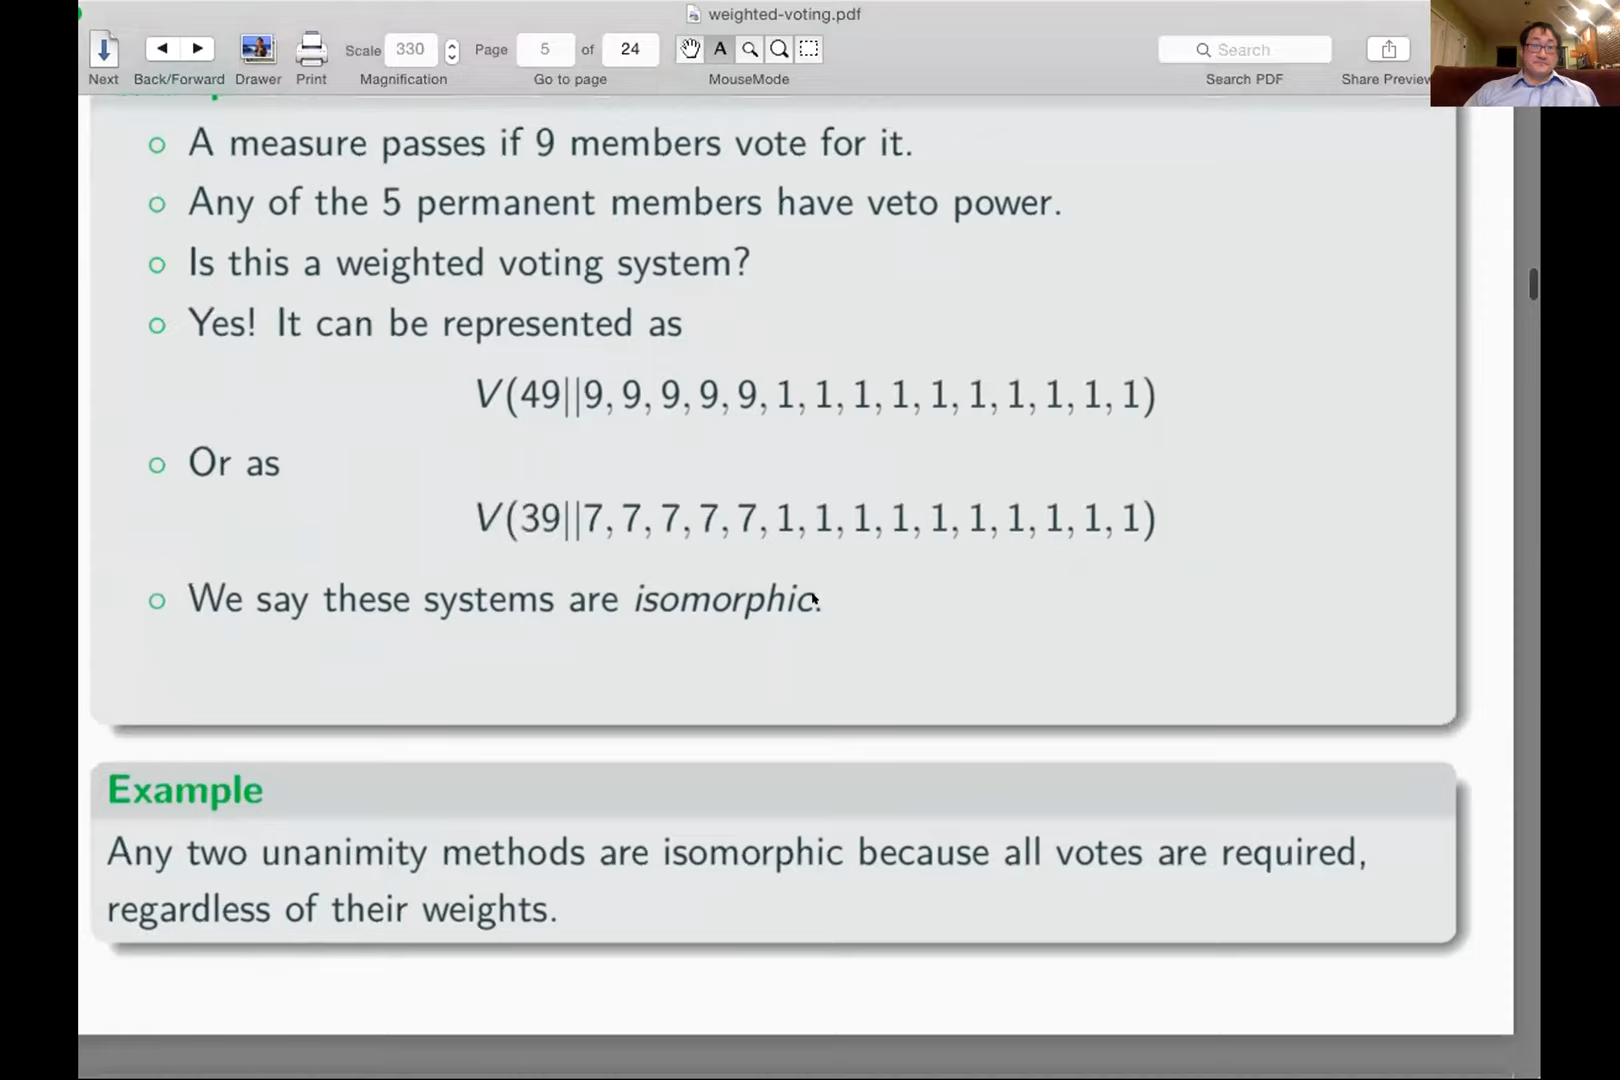 weighted-voting.pdf
Scale 330 Page 5 of 24 A Search
Next Back/Forward Drawer Print Magnification Go to page MouseMode Search PDF Share Preview
A measure passes if 9 members vote for it.
Any of the 5 permanent members have veto power.
Is this a weighted voting system?
Yes! It can be represented as
V(49||9, 9, 9, 9, 9, 1, 1, 1, 1, 1, 1, 1, 1, 1, 1)
Or as
V(39||7, 7, 7, 7, 7, 1, 1, 1, 1, 1, 1, 1, 1, 1, 1)
We say these systems are isomorphic.
Example
Any two unanimity methods are isomorphic because all votes are required,
regardless of their weights.